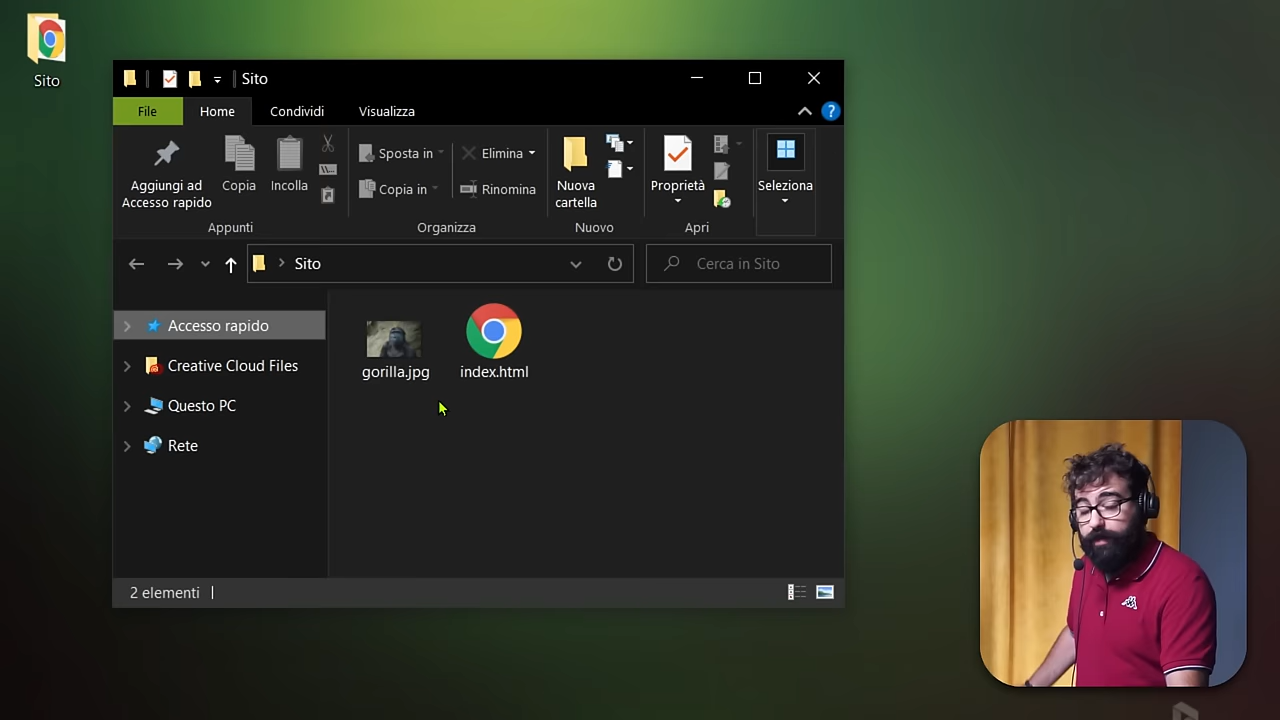 Sito
Sito
File
Home
Condividi
Visualizza
?
Aggiungi ad
Accesso rapido
Copia
Incolla
Appunti
Sposta in
Copia in
Elimina
Rinomina
Organizza
Nuova
cartella
Nuovo
Proprietà
Apri
Seleziona
Sito
Cerca in Sito
Accesso rapido
Creative Cloud Files
Questo PC
Rete
gorilla.jpg
index.html
2 elementi